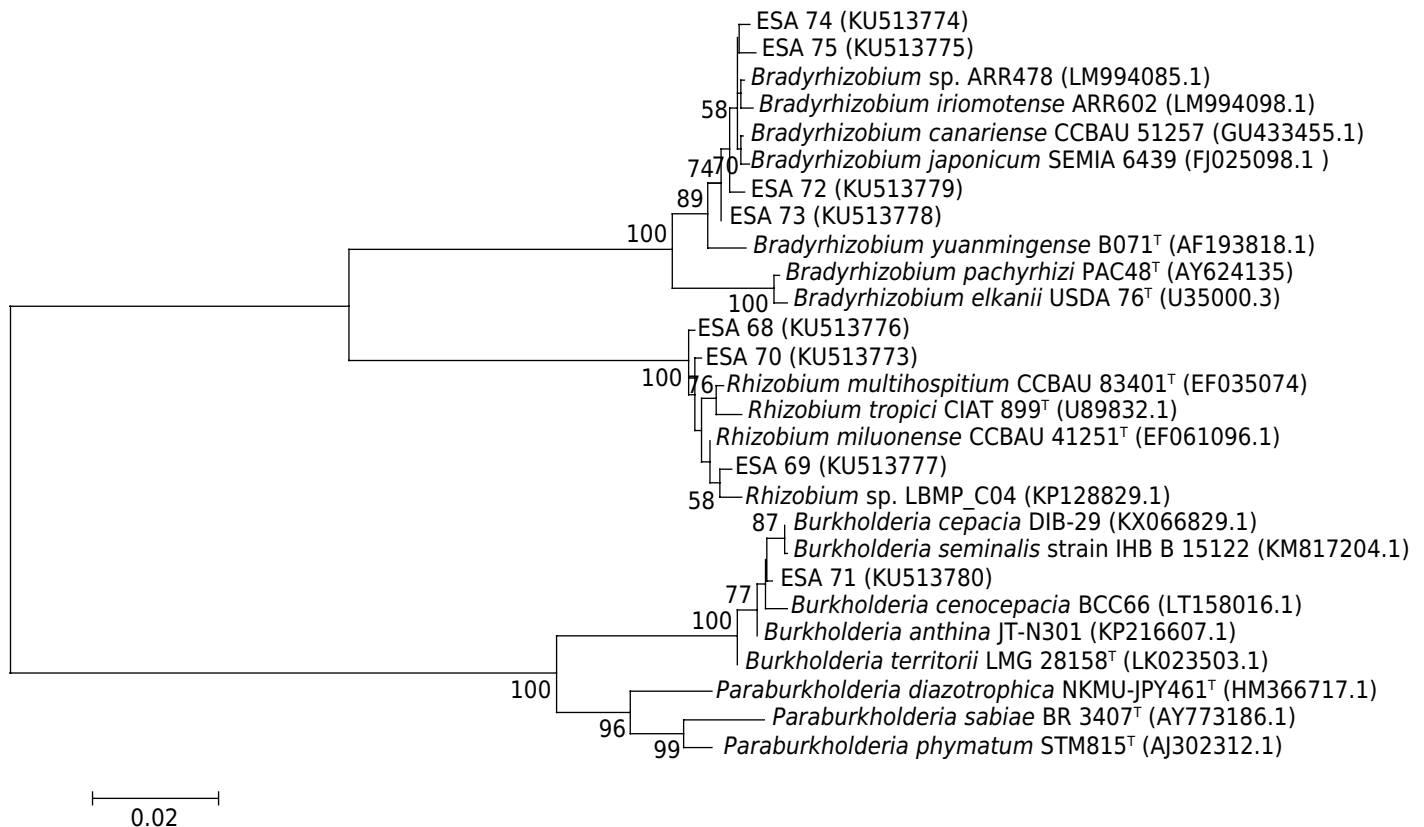 ESA 74 (KU513774)
ESA 75 (KU513775)
Bradyrhizobium sp. ARR478 (LM994085.1)
58
Bradyrhizobium iriomotense ARR602 (LM994098.1)
Bradyrhizobium canariense CCBAU 51257 (GU433455.1)
74
70
Bradyrhizobium japonicum SEMIA 6439 (FJ025098.1 )
89
ESA 72 (KU513779)
ESA 73 (KU513778)
100
Bradyrhizobium yuanmingense B071ᵀ (AF193818.1)
Bradyrhizobium pachyrhizi PAC48ᵀ (AY624135)
100
Bradyrhizobium elkanii USDA 76ᵀ (U35000.3)
ESA 68 (KU513776)
ESA 70 (KU513773)
100
76
Rhizobium multihospitium CCBAU 83401ᵀ (EF035074)
Rhizobium tropici CIAT 899ᵀ (U89832.1)
Rhizobium miluonense CCBAU 41251ᵀ (EF061096.1)
ESA 69 (KU513777)
58
Rhizobium sp. LBMP_C04 (KP128829.1)
87
Burkholderia cepacia DIB-29 (KX066829.1)
Burkholderia seminalis strain IHB B 15122 (KM817204.1)
ESA 71 (KU513780)
77
Burkholderia cenocepacia BCC66 (LT158016.1)
100
Burkholderia anthina JT-N301 (KP216607.1)
Burkholderia territorii LMG 28158ᵀ (LK023503.1)
100
Paraburkholderia diazotrophica NKMU-JPY461ᵀ (HM366717.1)
96
Paraburkholderia sabiae BR 3407ᵀ (AY773186.1)
99
Paraburkholderia phymatum STM815ᵀ (AJ302312.1)
0.02